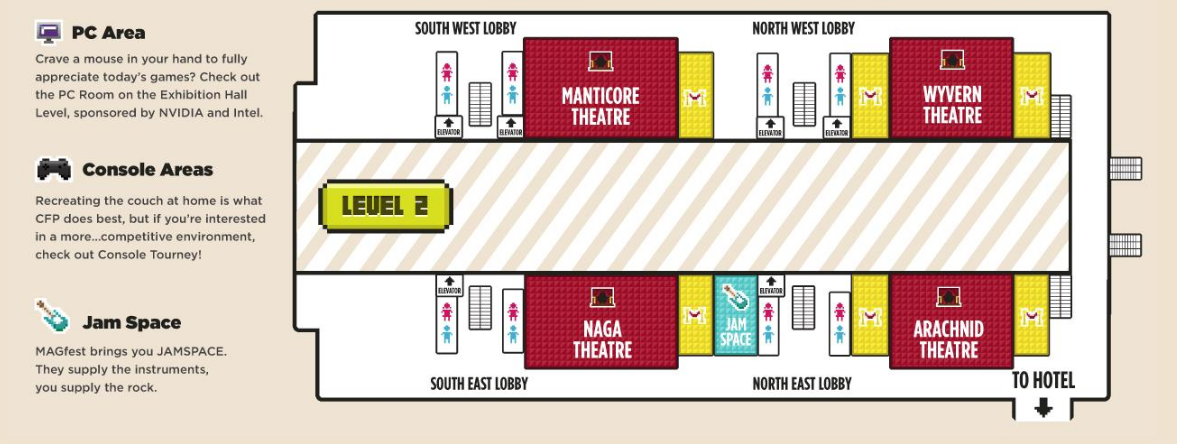 PC Area
Crave a mouse in your hand to fully
appreciate today's games? Check out
the PC Room on the Exhibition Hall
Level, sponsored by NVIDIA and Intel.
Console Areas
Recreating the couch at home is what
CFP does best, but if you're interested
in a more...competitive environment,
check out Console Tourney!
Jam Space
MAGfest brings you JAMSPACE.
They supply the instruments,
you supply the rock.
SOUTH WEST LOBBY
NORTH WEST LOBBY
MANTICORE
THEATRE
WYVERN
THEATRE
ELEVATOR
ELEVATOR
ELEVATOR
ELEVATOR
LEVEL 2
ELEVATOR
ELEVATOR
NAGA
THEATRE
JAM
SPACE
ARACHNID
THEATRE
SOUTH EAST LOBBY
NORTH EAST LOBBY
TO HOTEL